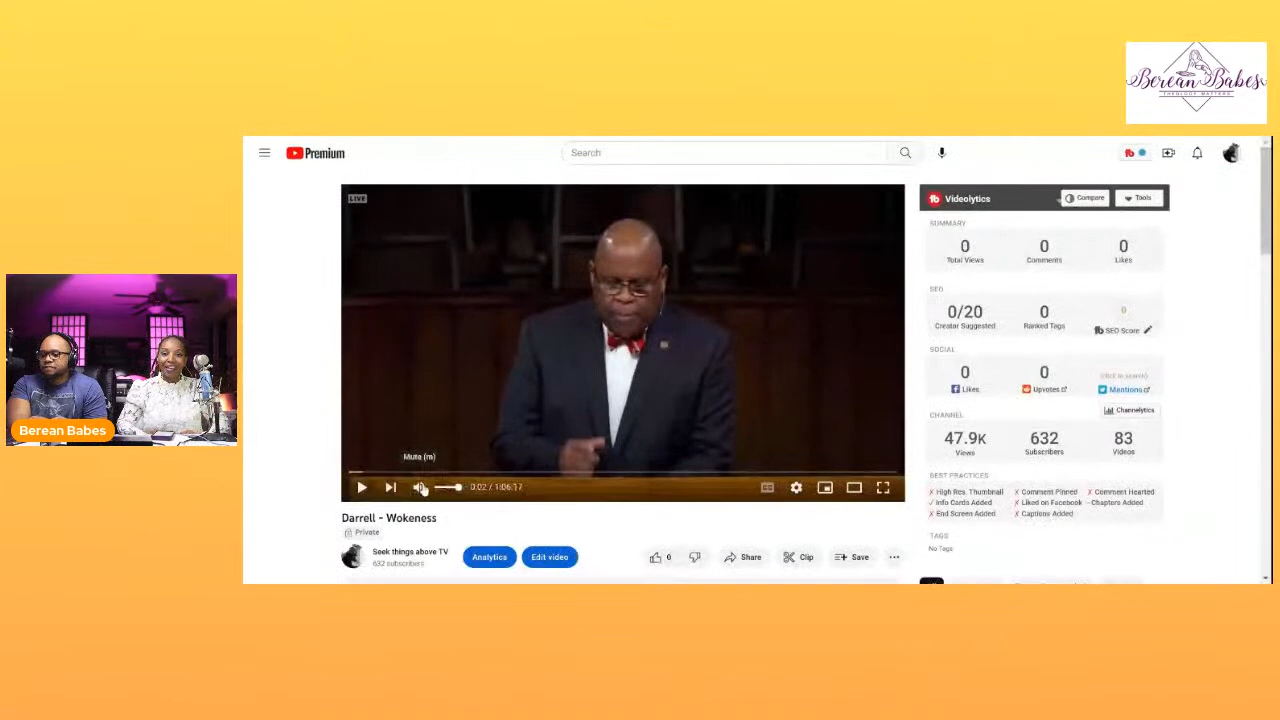 Berean Babes
THEOLOGY MATTERS
Premium
Search
LIVE
Videolytics
Compare
Tools
SUMMARY
0 0 0
Total Views Comments Likes
SEO
0/20 0 0
Creator Suggested Ranked Tags SEO Score
SOCIAL
0 0 (click to search)
Likes Upvotes Mentions
Channelytics
CHANNEL
47.9K 632 83
Views Subscribers Videos
BEST PRACTICES
✗ High Res. Thumbnail ✗ Comment Pinned ✗ Comment Hearted
✓ Info Cards Added ✗ Liked on Facebook - Chapters Added
✗ End Screen Added ✗ Captions Added
TAGS
No Tags
Berean Babes
Mute (m)
0:02 / 1:06:17
Darrell - Wokeness
Private
Seek things above TV
632 subscribers
Analytics
Edit video
0
Share
Clip
Save